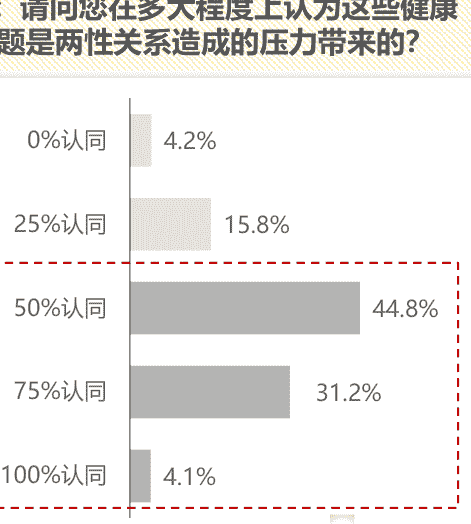 ：请问您在多大程度上认为这些健康
题是两性关系造成的压力带来的？
0%认同 4.2%
25%认同 15.8%
50%认同 44.8%
75%认同 31.2%
100%认同 4.1%